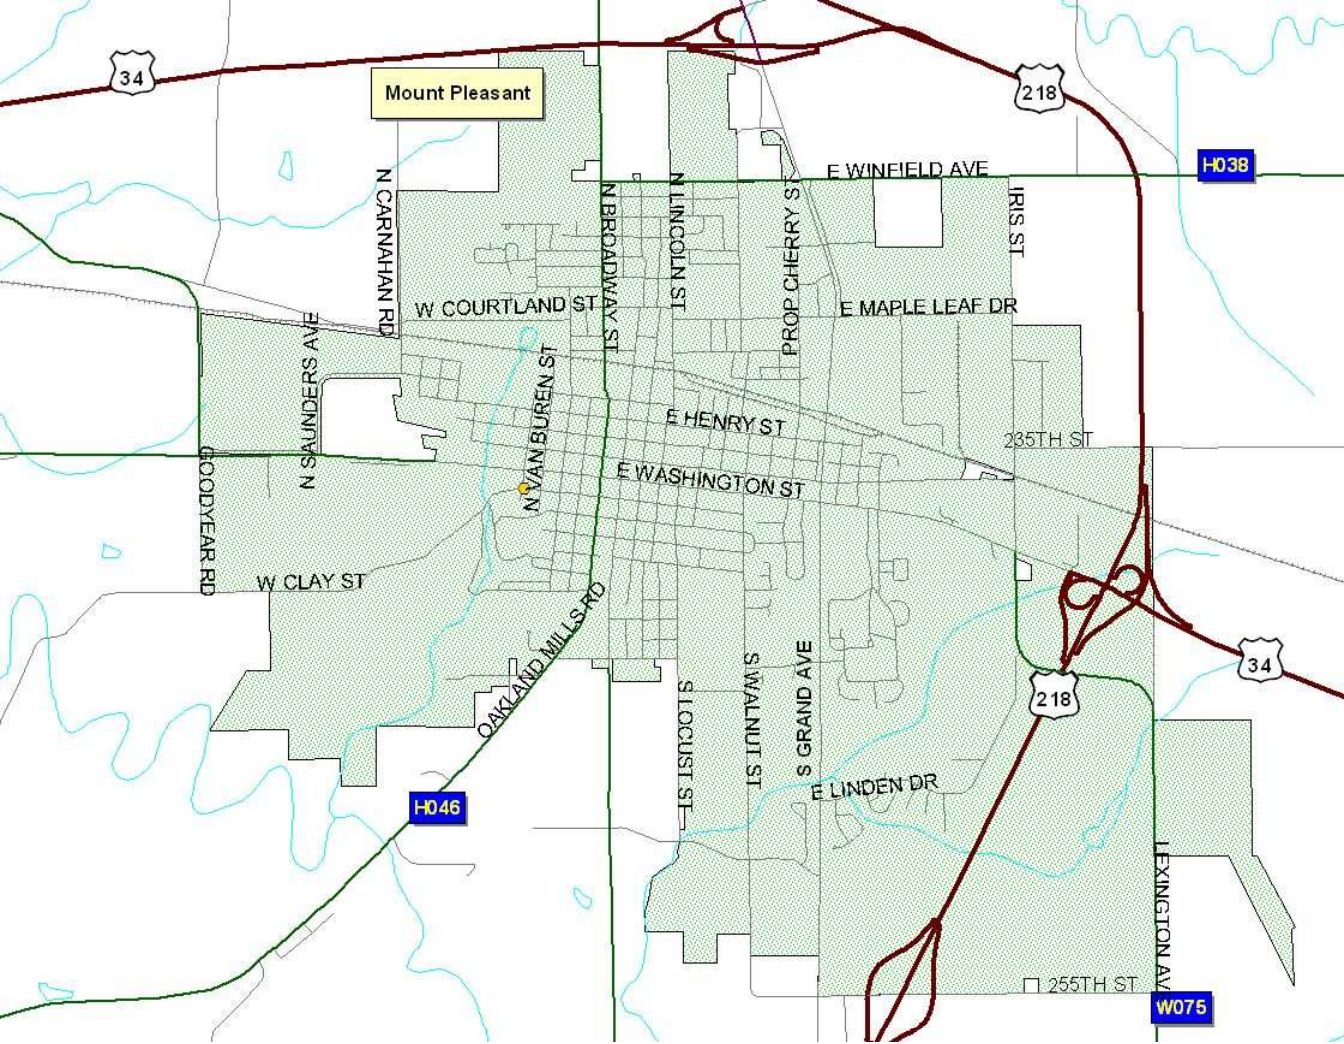 34
Mount Pleasant
218
H038
E WINFIELD AVE
N CARNAHAN RD
N BROADWAY ST
N LINCOLN ST
PROP CHERRY ST
IRIS ST
W COURTLAND ST
E MAPLE LEAF DR
N SAUNDERS AVE
N VAN BUREN ST
E HENRY ST
235TH ST
E WASHINGTON ST
GOODYEAR RD
W CLAY ST
OAKLAND MILLS RD
S LOCUST ST
S WALNUT ST
S GRAND AVE
34
218
E LINDEN DR
H046
LEXINGTON AV
255TH ST
W075